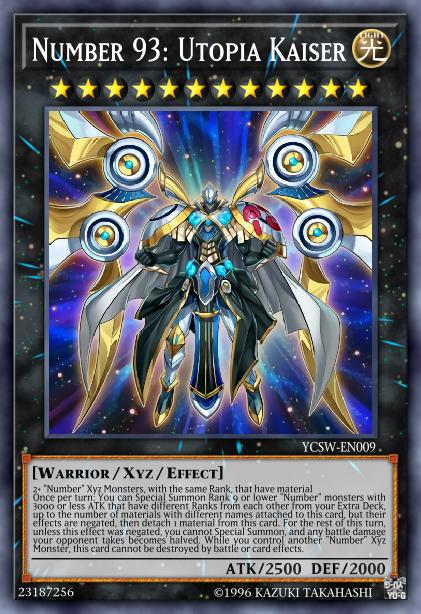 NUMBER 93: UTOPIA KAISER
LIGHT
光
YCSW-EN009
[WARRIOR / XYZ / EFFECT]
2+ "Number" Xyz Monsters, with the same Rank, that have material
Once per turn: You can Special Summon Rank 9 or lower "Number" monsters with
3000 or less ATK that have different Ranks from each other from your Extra Deck,
up to the number of materials with different names attached to this card, but their
effects are negated, then detach 1 material from this card. For the rest of this turn,
unless this effect was negated, you cannot Special Summon, and any battle damage
your opponent takes becomes halved. While you control another "Number" Xyz
Monster, this card cannot be destroyed by battle or card effects.
ATK/2500 DEF/2000
23187256
©1996 KAZUKI TAKAHASHI